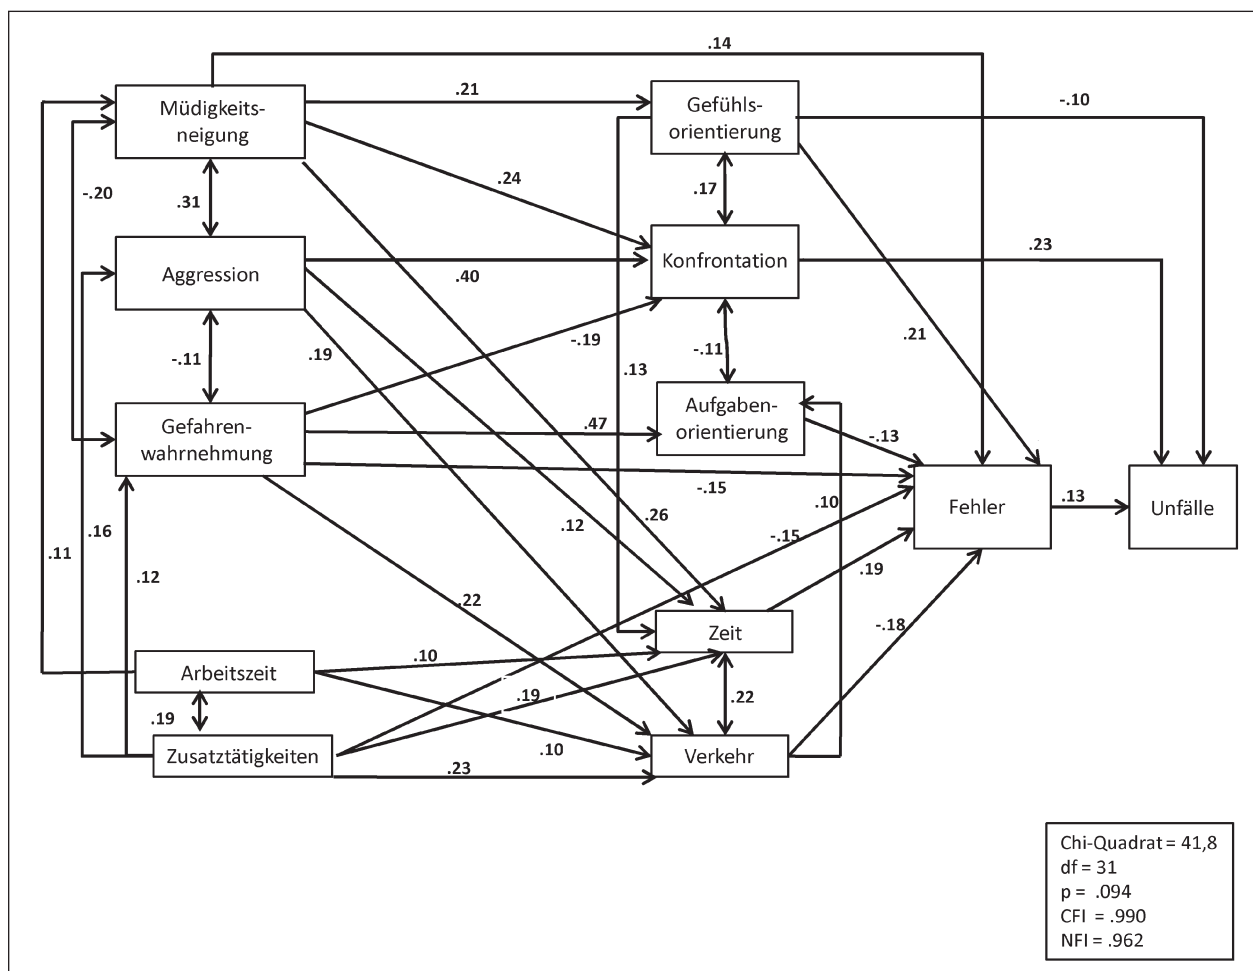 .14
Müdigkeits-
neigung
.21
Gefühls-
orientierung
-.10
-.20
.31
.24
.17
Aggression
.40
Konfrontation
.23
-.11
.19
-.19
.13
-.11
.21
Gefahren-
wahrnehmung
.47
Aufgaben-
orientierung
-.13
-.15
.10
Fehler
.13
Unfälle
.11
.16
.12
.22
.12
.26
-.15
.19
Zeit
-.18
Arbeitszeit
.10
.19
.22
.19
Zusatztätigkeiten
.10
.23
Verkehr
Chi-Quadrat = 41,8
df = 31
p = .094
CFI = .990
NFI = .962